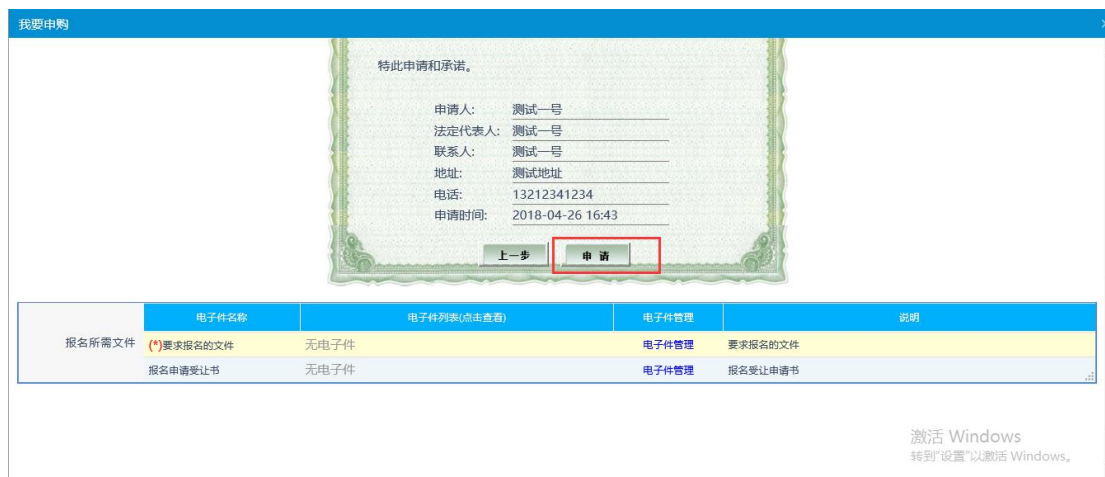 我要申购
特此申请和承诺。
申请人: 测试一号
法定代表人: 测试一号
联系人: 测试一号
地址: 测试地址
电话: 13212341234
申请时间: 2018-04-26 16:43
上一步 申 请
电子件名称 电子件列表(点击查看) 电子件管理 说明
报名所需文件 (*)要求报名的文件 无电子件 电子件管理 要求报名的文件
报名申请受让书 无电子件 电子件管理 报名受让申请书
激活 Windows
转到"设置"以激活 Windows。